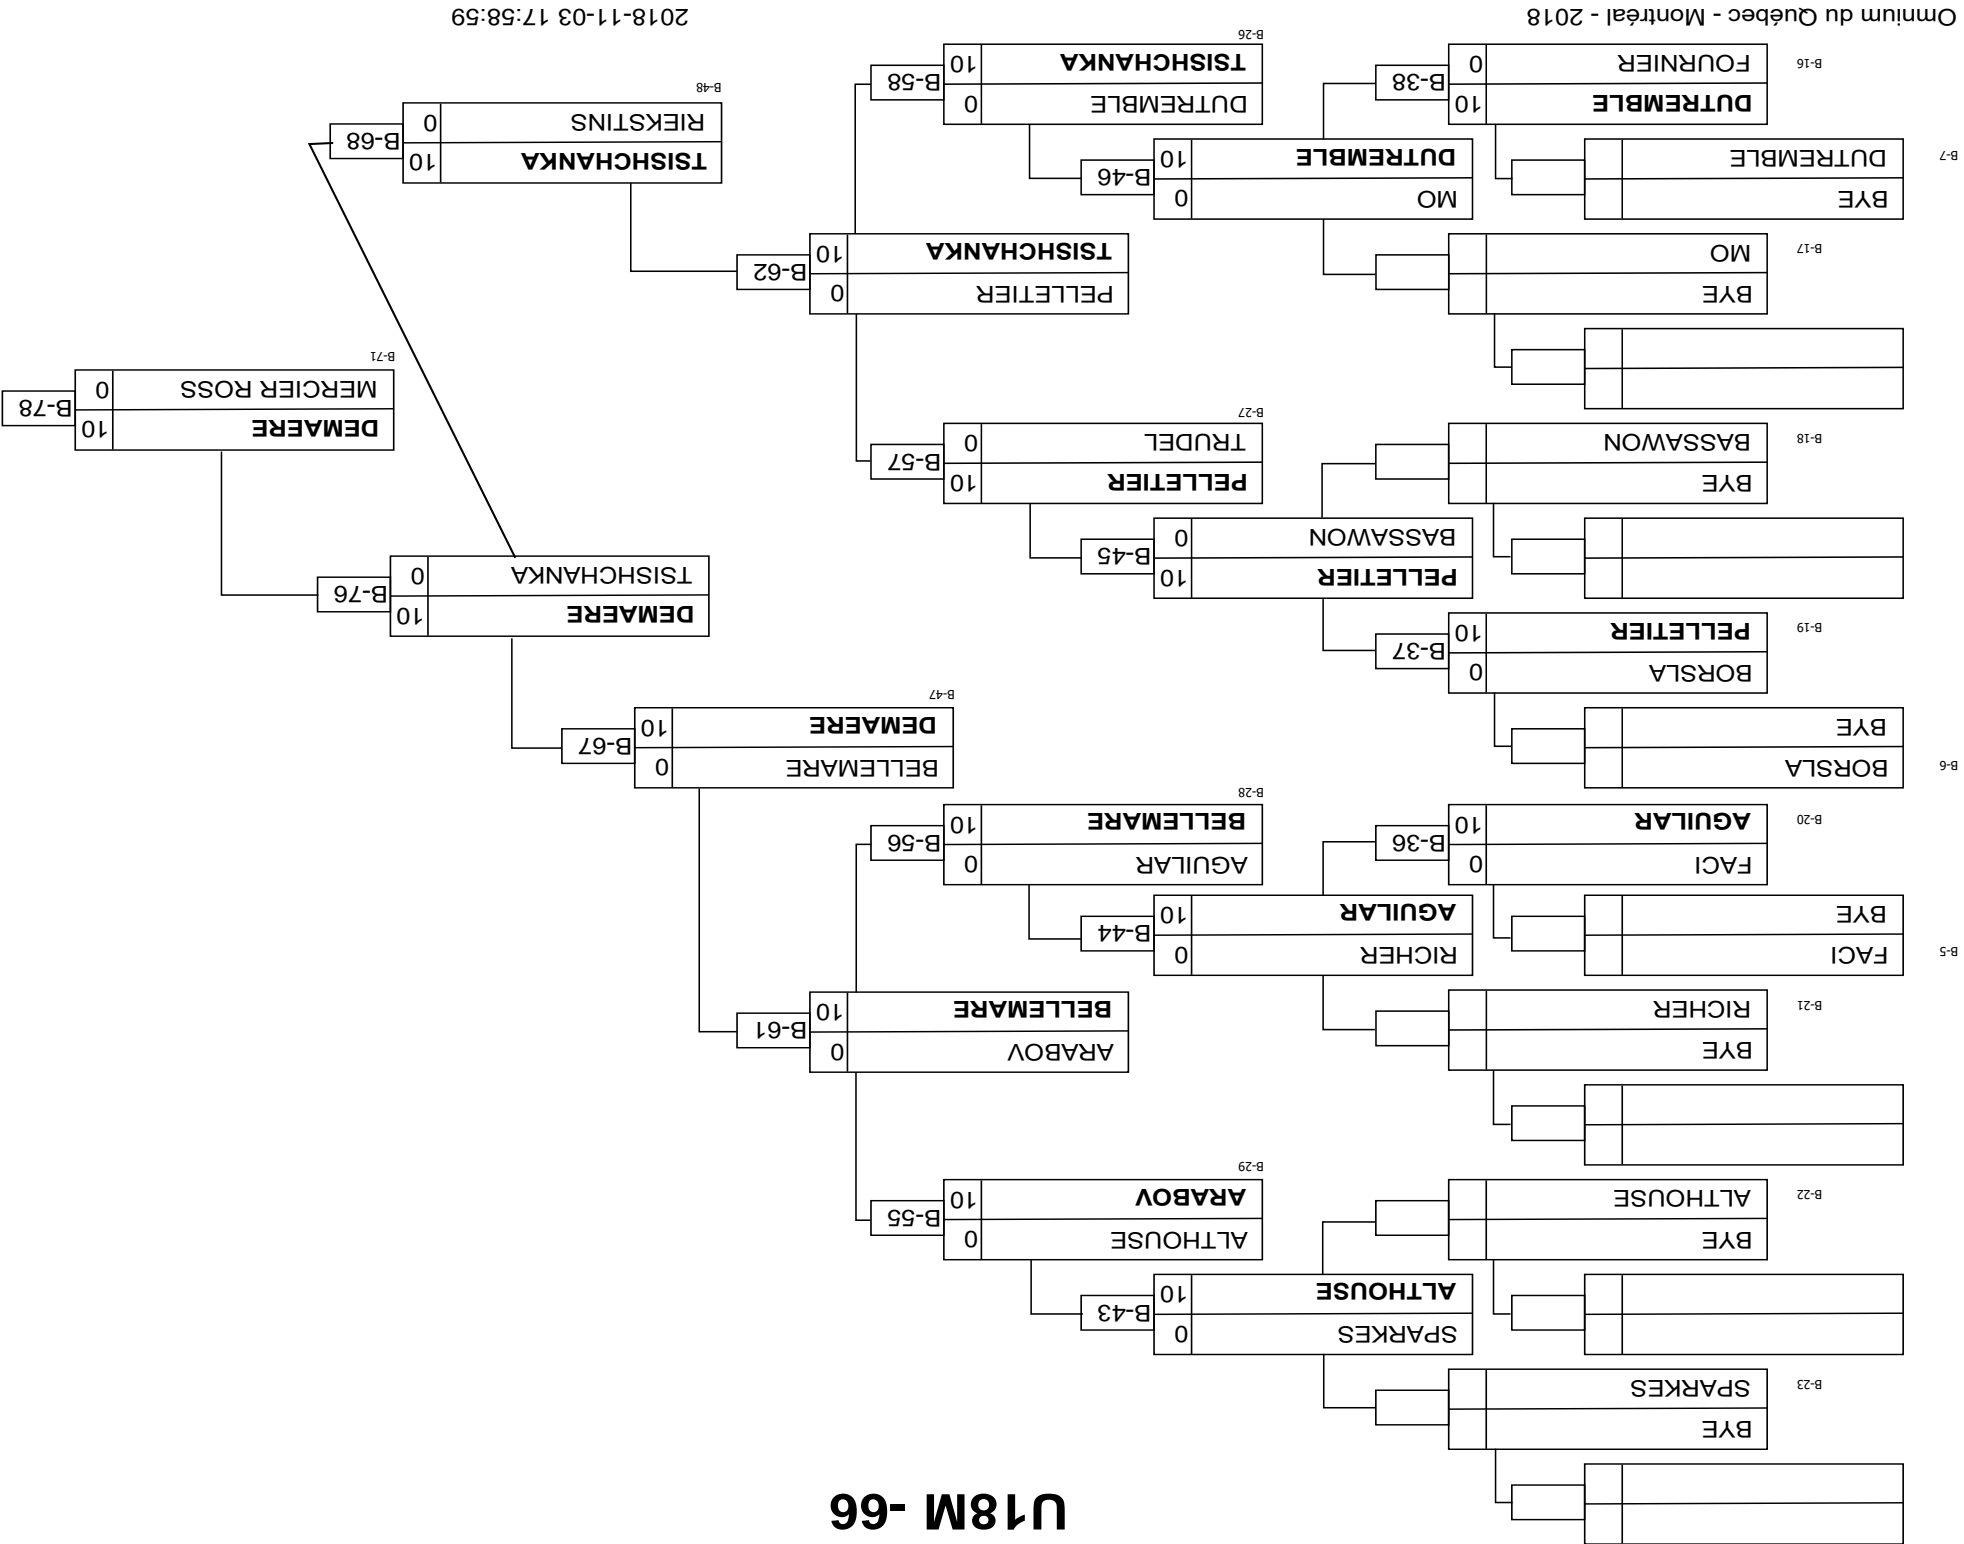 U18M -66
BYE
B-23 SPARKES
SPARKES 0
B-43
ALTHOUSE 10
BYE
ALTHOUSE 0
B-55
B-22 ALTHOUSE
ARABOV 10
B-29
BYE
ARABOV 0
B-61
B-21 RICHER
BELLEMARE 10
B-5 FACI
RICHER 0
B-44
BYE
AGUILAR 10
FACI 0
AGUILAR 0
B-36
B-56
B-20 AGUILAR 10
BELLEMARE 10
B-28
B-6 BORSLA
BELLEMARE 0
B-67
BYE
DEMAERE 10
B-47
BORSLA 0
B-37
B-19 PELLETIER 10
DEMAERE 10
B-76
PELLETIER 10
TSISHCHANKA 0
B-45
BASSAWON 0
BYE
PELLETIER 10
B-57
B-18 BASSAWON
TRUDEL 0
DEMAERE 10
B-27
B-78
MERCIER ROSS 0
B-71
BYE
PELLETIER 0
B-62
B-17 MO
TSISHCHANKA 10
BYE
MO 0
B-46
B-7 DUTREMBLE
DUTREMBLE 10
TSISHCHANKA 10
B-68
RIEKSTINS 0
DUTREMBLE 10
DUTREMBLE 0
B-48
B-38
B-58
B-16 FOURNIER 0
TSISHCHANKA 10
B-26
Omnium du Québec - Montréal - 2018
2018-11-03 17:58:59